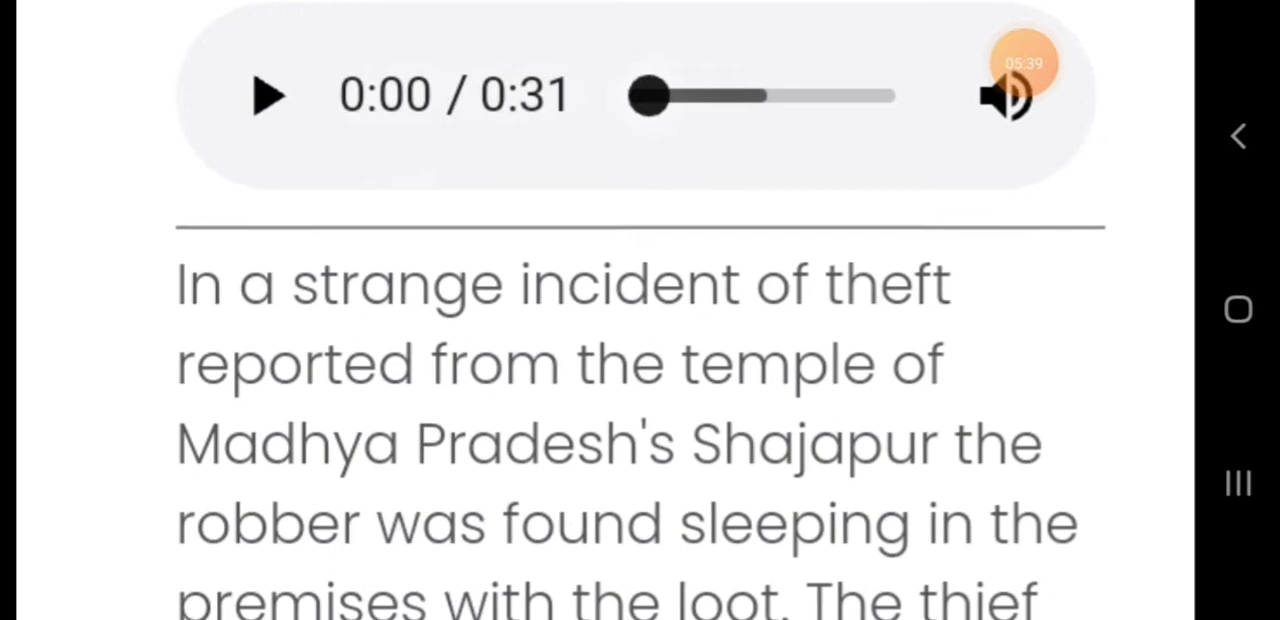 0:00 / 0:31
05:39
In a strange incident of theft
reported from the temple of
Madhya Pradesh's Shajapur the
robber was found sleeping in the
premises with the loot. The thief